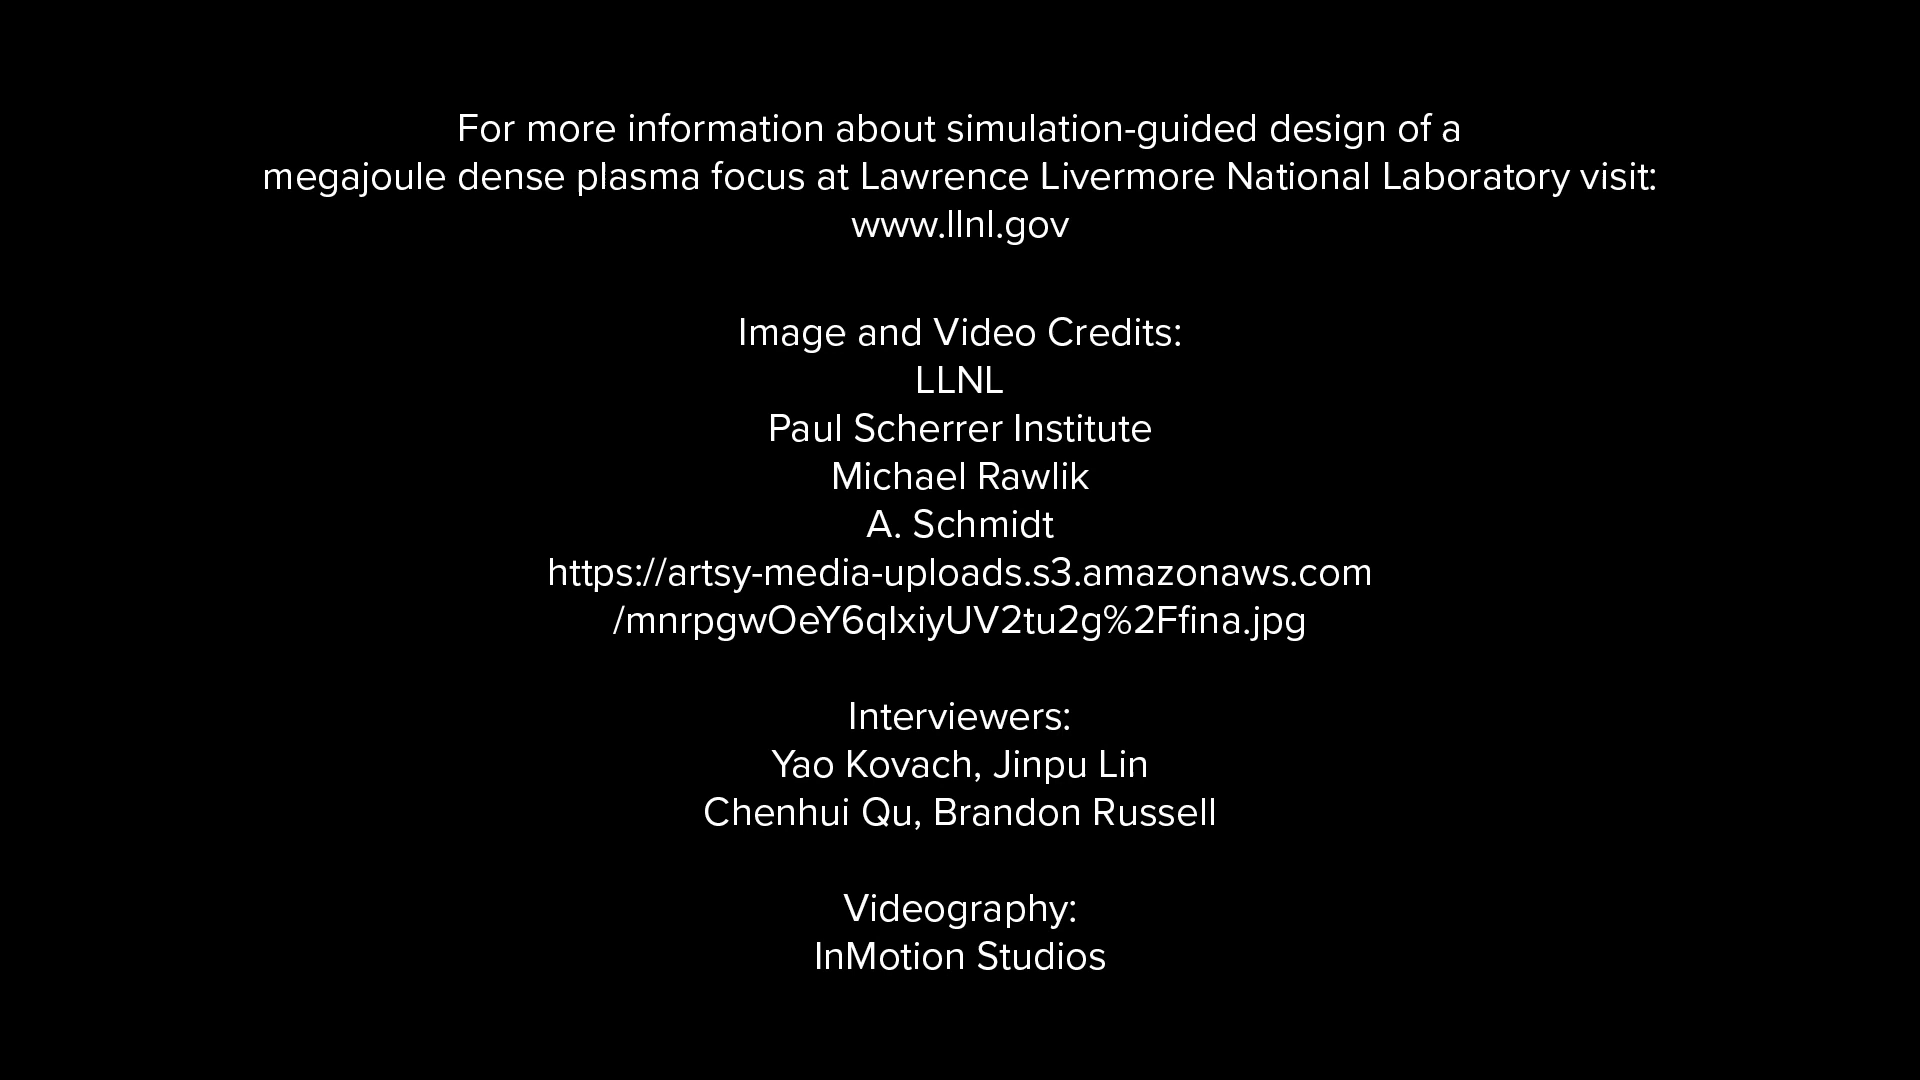 For more information about simulation-guided design of a
megajoule dense plasma focus at Lawrence Livermore National Laboratory visit:
www.llnl.gov
Image and Video Credits:
LLNL
Paul Scherrer Institute
Michael Rawlik
A. Schmidt
https://artsy-media-uploads.s3.amazonaws.com
/mnrpgwOeY6qIxiyUV2tu2g%2Ffina.jpg
Interviewers:
Yao Kovach, Jinpu Lin
Chenhui Qu, Brandon Russell
Videography:
InMotion Studios